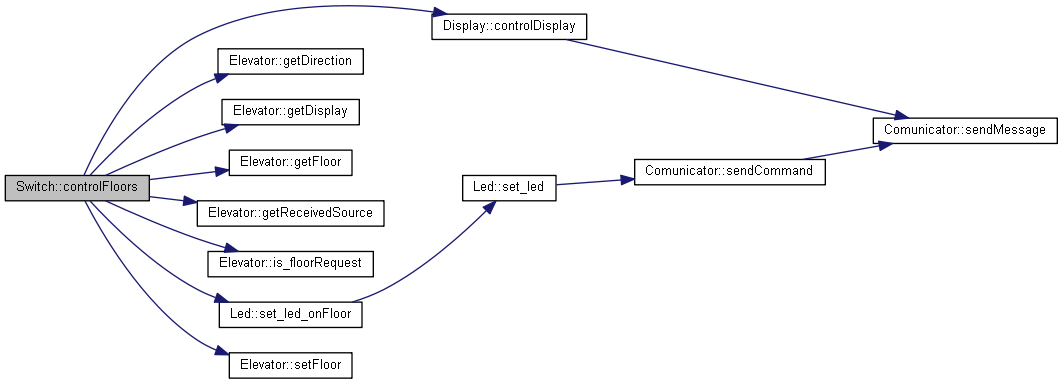 Display::controlDisplay
Elevator::getDirection
Elevator::getDisplay
Comunicator::sendMessage
Elevator::getFloor
Comunicator::sendCommand
Switch::controlFloors
Led::set_led
Elevator::getReceivedSource
Elevator::is_floorRequest
Led::set_led_onFloor
Elevator::setFloor